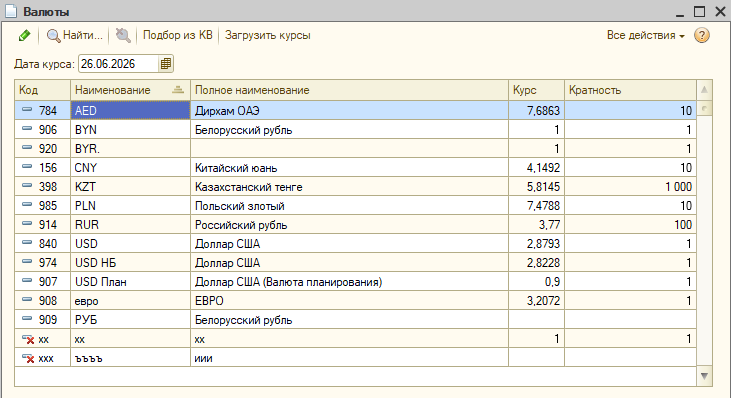 Валюты
Найти... Подбор из КВ Загрузить курсы Все действия ?
Дата курса: 26.06.2026
Код Наименование Полное наименование Курс Кратность
784 AED Дирхам ОАЭ 7,6863 10
906 BYN Белорусский рубль 1 1
920 BYR. 1 1
156 CNY Китайский юань 4,1492 10
398 KZT Казахстанский тенге 5,8145 1 000
985 PLN Польский злотый 7,4788 10
914 RUR Российский рубль 3,77 100
840 USD Доллар США 2,8793 1
974 USD НБ Доллар США 2,8228 1
907 USD План Доллар США (Валюта планирования) 0,9 1
908 евро ЕВРО 3,2072 1
909 РУБ Белорусский рубль
xx xx xx 1 1
xxx ъъъъ иии